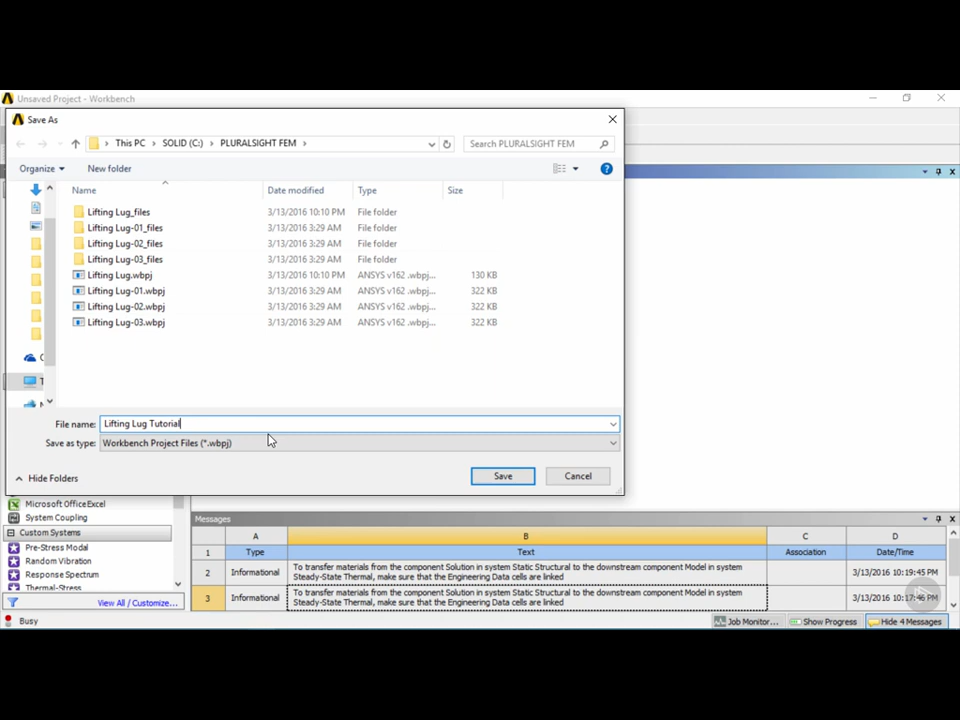 Unsaved Project - Workbench
Save As
This PC > SOLID (C:) > PLURALSIGHT FEM >
Search PLURALSIGHT FEM
Organize
New folder
Name Date modified Type Size
Lifting Lug_files 3/13/2016 10:10 PM File folder
Lifting Lug-01_files 3/13/2016 3:29 AM File folder
Lifting Lug-02_files 3/13/2016 3:29 AM File folder
Lifting Lug-03_files 3/13/2016 3:29 AM File folder
Lifting Lug.wbpj 3/13/2016 10:10 PM ANSYS v162 .wbpj... 130 KB
Lifting Lug-01.wbpj 3/13/2016 3:29 AM ANSYS v162 .wbpj... 322 KB
Lifting Lug-02.wbpj 3/13/2016 3:29 AM ANSYS v162 .wbpj... 322 KB
Lifting Lug-03.wbpj 3/13/2016 3:29 AM ANSYS v162 .wbpj... 322 KB
File name: Lifting Lug Tutorial
Save as type: Workbench Project Files (*.wbpj)
Hide Folders
Save
Cancel
Microsoft Office Excel
System Coupling
Custom Systems
Pre-Stress Modal
Random Vibration
Response Spectrum
Thermal-Stress
View All / Customize...
Messages
A B C D
1 Type Text Association Date/Time
2 Informational To transfer materials from the component Solution in system Static Structural to the downstream component Model in system
Steady-State Thermal, make sure that the Engineering Data cells are linked 3/13/2016 10:19:45 PM
3 Informational To transfer materials from the component Solution in system Static Structural to the downstream component Model in system
Steady-State Thermal, make sure that the Engineering Data cells are linked 3/13/2016 10:17:46 PM
Busy
Job Monitor...
Show Progress
Hide 4 Messages